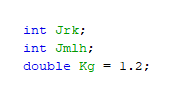 int Jrk;
int Jmlh;
double Kg = 1.2;